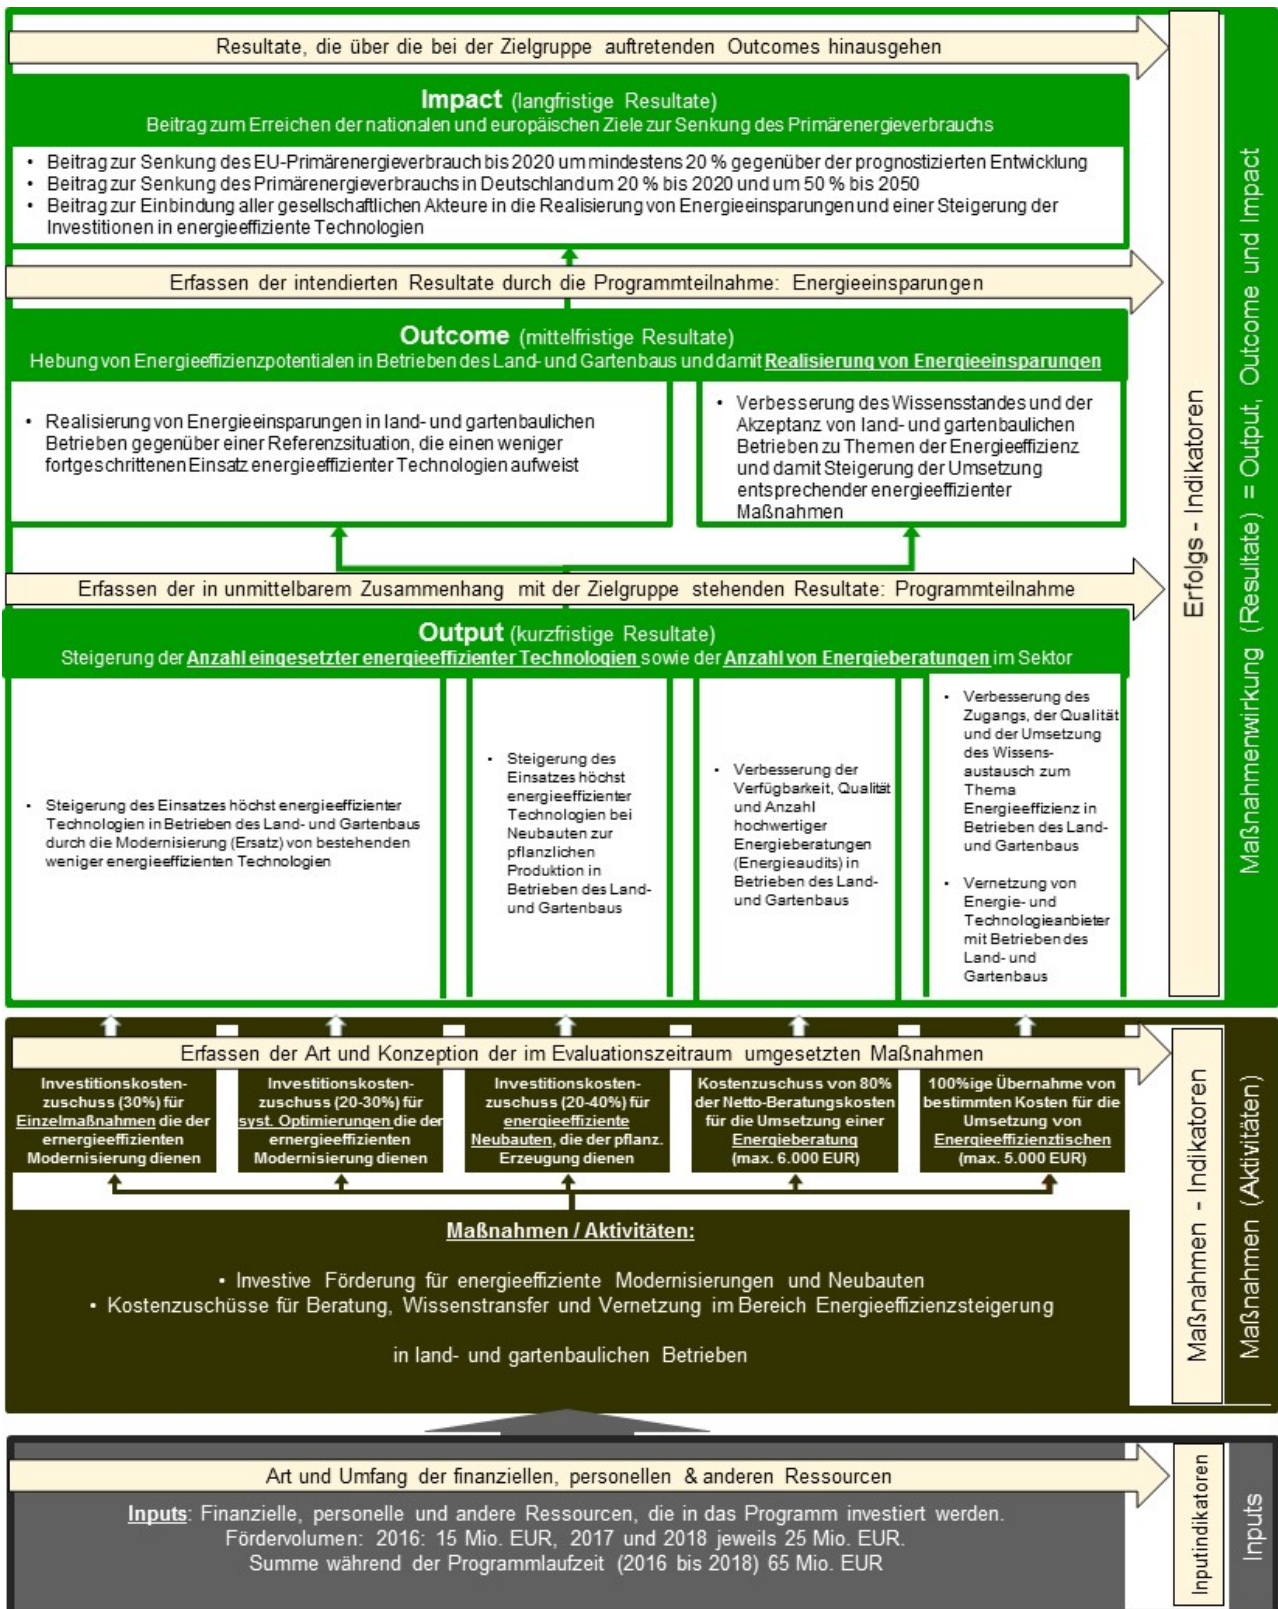 Resultate, die über die bei der Zielgruppe auftretenden Outcomes hinausgehen
Impact (langfristige Resultate)
Beitrag zum Erreichen der nationalen und europäischen Ziele zur Senkung des Primärenergieverbrauchs
• Beitrag zur Senkung des EU-Primärenergieverbrauch bis 2020 um mindestens 20 % gegenüber der prognostizierten Entwicklung
• Beitrag zur Senkung des Primärenergieverbrauchs in Deutschland um 20 % bis 2020 und um 50 % bis 2050
• Beitrag zur Einbindung aller gesellschaftlichen Akteure in die Realisierung von Energieeinsparungen und einer Steigerung der
Investitionen in energieeffiziente Technologien
Erfassen der intendierten Resultate durch die Programmteilnahme: Energieeinsparungen
Outcome (mittelfristige Resultate)
Hebung von Energieeffizienzpotentialen in Betrieben des Land- und Gartenbaus und damit Realisierung von Energieeinsparungen
• Realisierung von Energieeinsparungen in land- und gartenbaulichen
Betrieben gegenüber einer Referenzsituation, die einen weniger
fortgeschrittenen Einsatz energieeffizienter Technologien aufweist
• Verbesserung des Wissensstandes und der
Akzeptanz von land- und gartenbaulichen
Betrieben zu Themen der Energieeffizienz
und damit Steigerung der Umsetzung
entsprechender energieeffizienter
Maßnahmen
Erfassen der in unmittelbarem Zusammenhang mit der Zielgruppe stehenden Resultate: Programmteilnahme
Output (kurzfristige Resultate)
Steigerung der Anzahl eingesetzter energieeffizienter Technologien sowie der Anzahl von Energieberatungen im Sektor
• Steigerung des Einsatzes höchst energieeffizienter
Technologien in Betrieben des Land- und Gartenbaus
durch die Modernisierung (Ersatz) von bestehenden
weniger energieeffizienten Technologien
• Steigerung des
Einsatzes höchst
energieeffizienter
Technologien bei
Neubauten zur
pflanzlichen
Produktion in
Betrieben des Land-
und Gartenbaus
• Verbesserung der
Verfügbarkeit, Qualität
und Anzahl
hochwertiger
Energieberatungen
(Energieaudits) in
Betrieben des Land-
und Gartenbaus
• Verbesserung des
Zugangs, der Qualität
und der Umsetzung
des Wissens-
austausch zum
Thema
Energieeffizienz in
Betrieben des Land-
und Gartenbaus
• Vernetzung von
Energie- und
Technologieanbieter
mit Betrieben des
Land- und
Gartenbaus
Erfolgs - Indikatoren
Maßnahmenwirkung (Resultate) = Output, Outcome und Impact
Erfassen der Art und Konzeption der im Evaluationszeitraum umgesetzten Maßnahmen
Investitionskosten-
zuschuss (30%) für
Einzelmaßnahmen die der
ernergieeffizienten
Modernisierung dienen
Investitionskosten-
zuschuss (20-30%) für
syst. Optimierungen die der
ernergieeffizienten
Modernisierung dienen
Investitionskosten-
zuschuss (20-40%) für
energieeffiziente
Neubauten, die der pflanz.
Erzeugung dienen
Kostenzuschuss von 80%
der Netto-Beratungskosten
für die Umsetzung einer
Energieberatung
(max. 6.000 EUR)
100%ige Übernahme von
bestimmten Kosten für die
Umsetzung von
Energieeffizienztischen
(max. 5.000 EUR)
Maßnahmen / Aktivitäten:
• Investive Förderung für energieeffiziente Modernisierungen und Neubauten
• Kostenzuschüsse für Beratung, Wissenstransfer und Vernetzung im Bereich Energieeffizienzsteigerung
in land- und gartenbaulichen Betrieben
Maßnahmen - Indikatoren
Maßnahmen (Aktivitäten)
Art und Umfang der finanziellen, personellen & anderen Ressourcen
Inputs: Finanzielle, personelle und andere Ressourcen, die in das Programm investiert werden.
Fördervolumen: 2016: 15 Mio. EUR, 2017 und 2018 jeweils 25 Mio. EUR.
Summe während der Programmlaufzeit (2016 bis 2018) 65 Mio. EUR
Inputindikatoren
Inputs